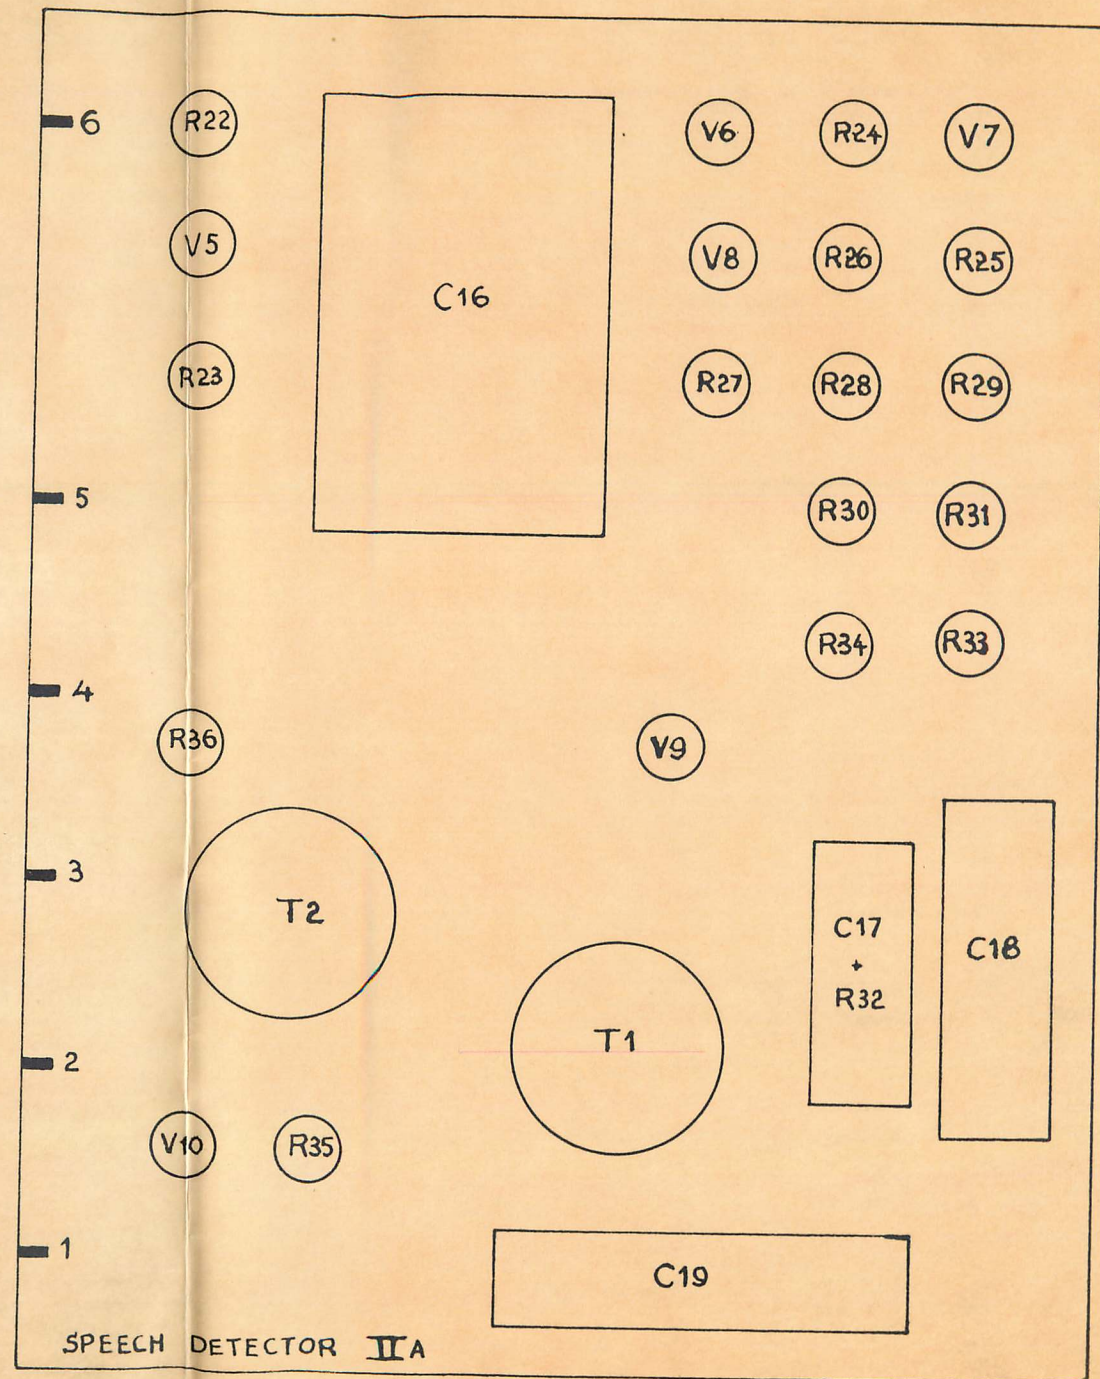 6 R22 V6 R24 V7
V5 V8 R26 R25
C16
R23 R27 R28 R29
5 R30 R31
R34 R33
4
R36 V9
3
T2
C17
+
R32
C18
T1
2
V10 R35
1
C19
SPEECH DETECTOR II A